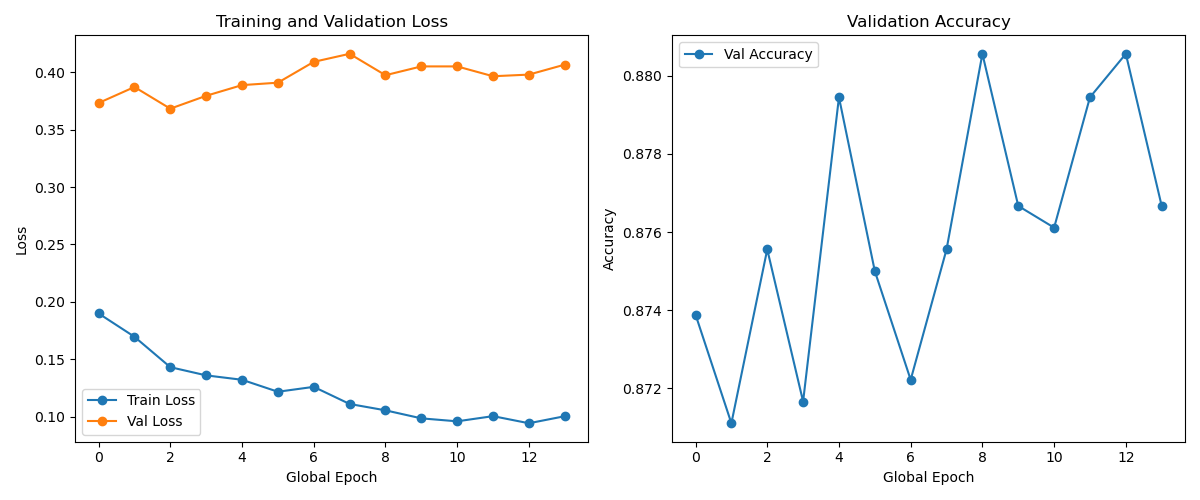 Training and Validation Loss
0.40
0.35
0.30
0.25
0.20
0.15
0.10
Loss
Train Loss
Val Loss
0 2 4 6 8 10 12
Global Epoch
Validation Accuracy
Val Accuracy
0.880
0.878
0.876
0.874
0.872
Accuracy
0 2 4 6 8 10 12
Global Epoch